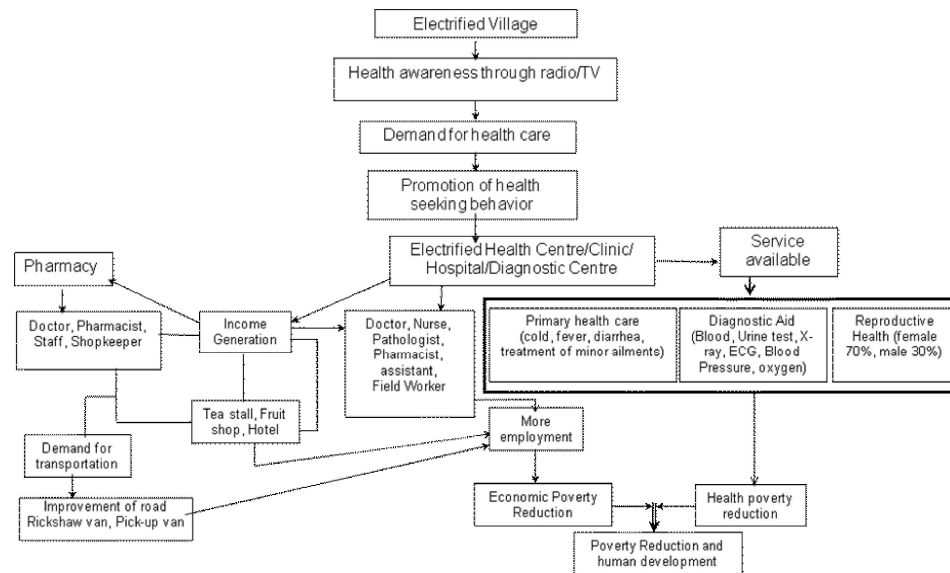 Electrified Village
Health awareness through radio/TV
Demand for health care
Promotion of health
seeking behavior
Electrified Health Centre/Clinic/
Hospital/Diagnostic Centre
Service
available
Pharmacy
Doctor, Pharmacist,
Staff, Shopkeeper
Income
Generation
Doctor, Nurse,
Pathologist,
Pharmacist,
assistant,
Field Worker
Primary health care
(cold, fever, diarrhea,
treatment of minor ailments)
Diagnostic Aid
(Blood, Urine test, X-
ray, ECG, Blood
Pressure, oxygen)
Reproductive
Health (female
70%, male 30%)
Tea stall, Fruit
shop, Hotel
More
employment
Demand for
transportation
Improvement of road
Rickshaw van, Pick-up van
Economic Poverty
Reduction
Health poverty
reduction
Poverty Reduction and
human development